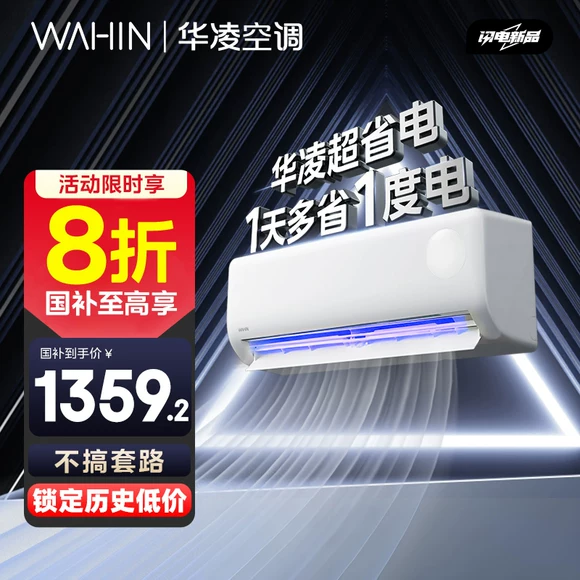 WAHIN | 华凌空调
闪电新品
华凌超省电
1天多省1度电
活动限时享
8折
国补至高享
国补到手价¥
1359.2
不搞套路
锁定历史低价